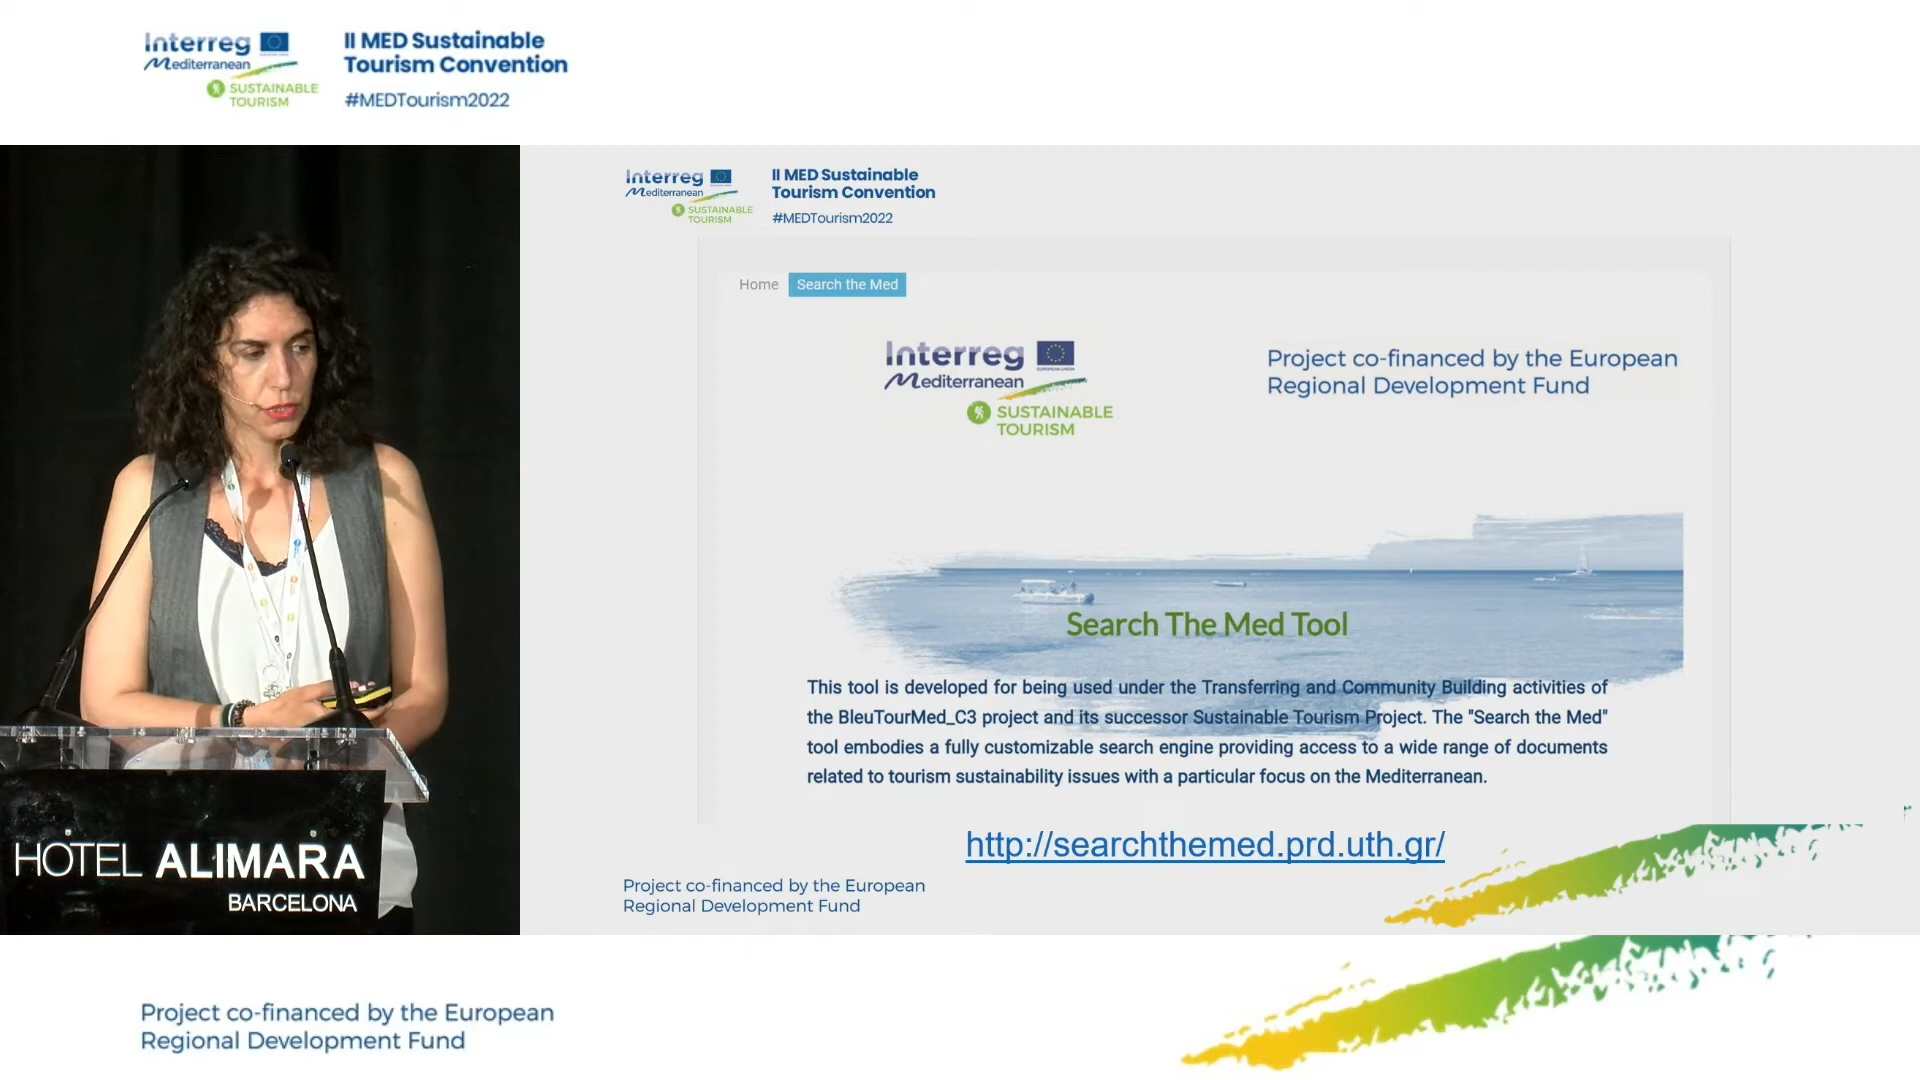 Interreg
Mediterranean
SUSTAINABLE
TOURISM
II MED Sustainable
Tourism Convention
#MEDTourism2022
Interreg
Mediterranean
SUSTAINABLE
TOURISM
II MED Sustainable
Tourism Convention
#MEDTourism2022
Home Search the Med
Interreg
EUROPEAN UNION
Mediterranean
SUSTAINABLE
TOURISM
Project co-financed by the European
Regional Development Fund
Search The Med Tool
This tool is developed for being used under the Transferring and Community Building activities of
the BleuTourMed_C3 project and its successor Sustainable Tourism Project. The "Search the Med"
tool embodies a fully customizable search engine providing access to a wide range of documents
related to tourism sustainability issues with a particular focus on the Mediterranean.
http://searchthemed.prd.uth.gr/
Project co-financed by the European
Regional Development Fund
HOTEL ALIMARA
BARCELONA
Project co-financed by the European
Regional Development Fund